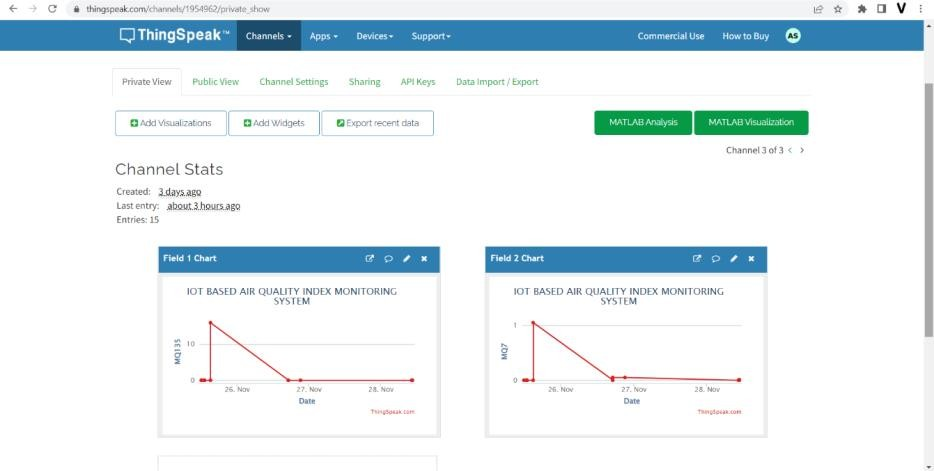 thingspeak.com/channels/1954962/private_show
ThingSpeak™ Channels Apps Devices Support Commercial Use How to Buy AS
Private View Public View Channel Settings Sharing API Keys Data Import / Export
Add Visualizations Add Widgets Export recent data MATLAB Analysis MATLAB Visualization
Channel 3 of 3 < >
Channel Stats
Created: 3 days ago
Last entry: about 3 hours ago
Entries: 15
Field 1 Chart
IOT BASED AIR QUALITY INDEX MONITORING
SYSTEM
MQ135
10
0
26. Nov 27. Nov 28. Nov
Date
ThingSpeak.com
Field 2 Chart
IOT BASED AIR QUALITY INDEX MONITORING
SYSTEM
MQ7
1
0
26. Nov 27. Nov 28. Nov
Date
ThingSpeak.com